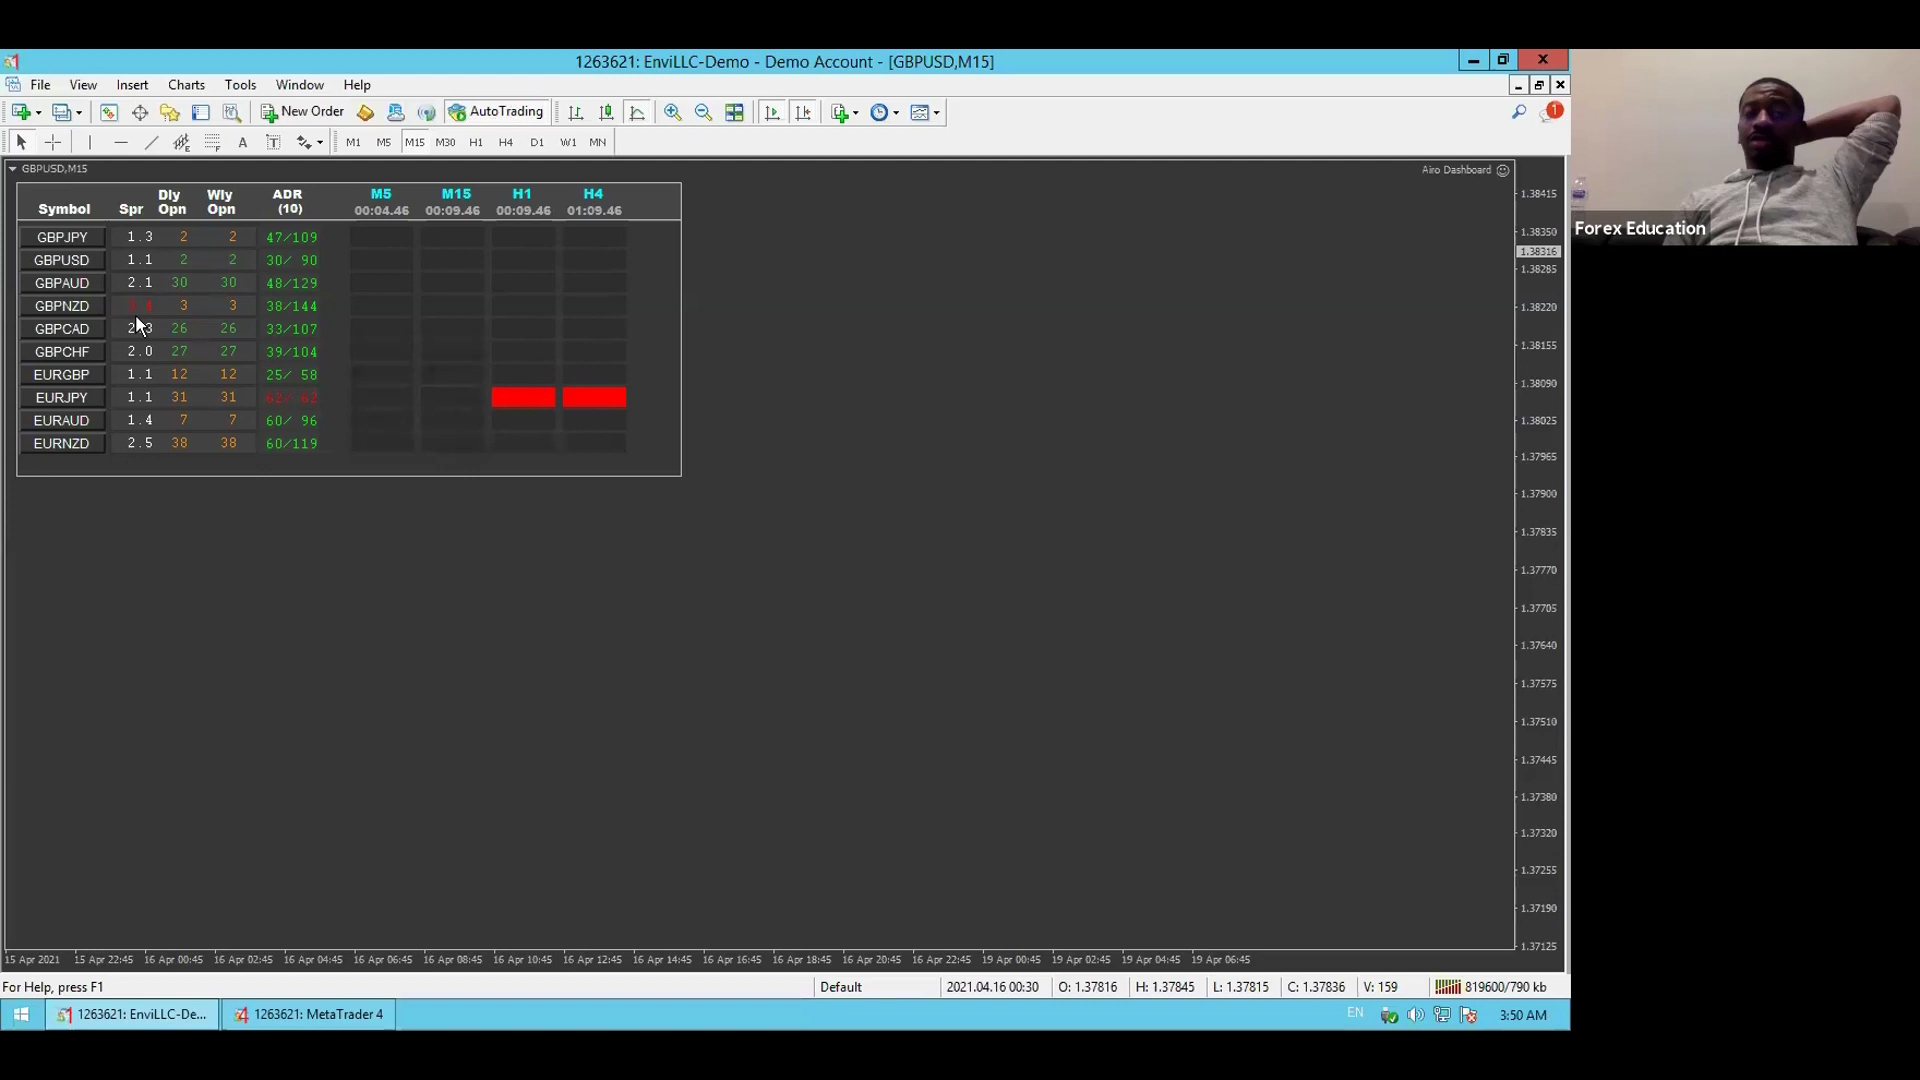 1263621: EnviLLC-Demo - Demo Account - [GBPUSD,M15]
File View Insert Charts Tools Window Help
New Order AutoTrading 1
A T M1 M5 M15 M30 H1 H4 D1 W1 MN
GBPUSD,M15 Airo Dashboard
Symbol Spr Dly Opn Wly Opn ADR (10) M5 00:04.46 M15 00:09.46 H1 00:09.46 H4 01:09.46
GBPJPY 1.3 2 2 47/109
GBPUSD 1.1 2 2 30/ 90
GBPAUD 2.1 30 30 48/129
GBPNZD 3 3 38/144
GBPCAD 26 26 33/107
GBPCHF 2.0 27 27 39/104
EURGBP 1.1 12 12 25/ 58
EURJPY 1.1 31 31 62/ 62
EURAUD 1.4 7 7 60/ 96
EURNZD 2.5 38 38 60/119
1.38415
1.38350
1.38316
1.38285
1.38220
1.38155
1.38090
1.38025
1.37965
1.37900
1.37835
1.37770
1.37705
1.37640
1.37575
1.37510
1.37445
1.37380
1.37320
1.37255
1.37190
1.37125
Forex Education
15 Apr 2021 15 Apr 22:45 16 Apr 00:45 16 Apr 02:45 16 Apr 04:45 16 Apr 06:45 16 Apr 08:45 16 Apr 10:45 16 Apr 12:45 16 Apr 14:45 16 Apr 16:45 16 Apr 18:45 16 Apr 20:45 16 Apr 22:45 19 Apr 00:45 19 Apr 02:45 19 Apr 04:45 19 Apr 06:45
For Help, press F1 Default 2021.04.16 00:30 O: 1.37816 H: 1.37845 L: 1.37815 C: 1.37836 V: 159 819600/790 kb
1263621: EnviLLC-De... 1263621: MetaTrader 4 EN 3:50 AM